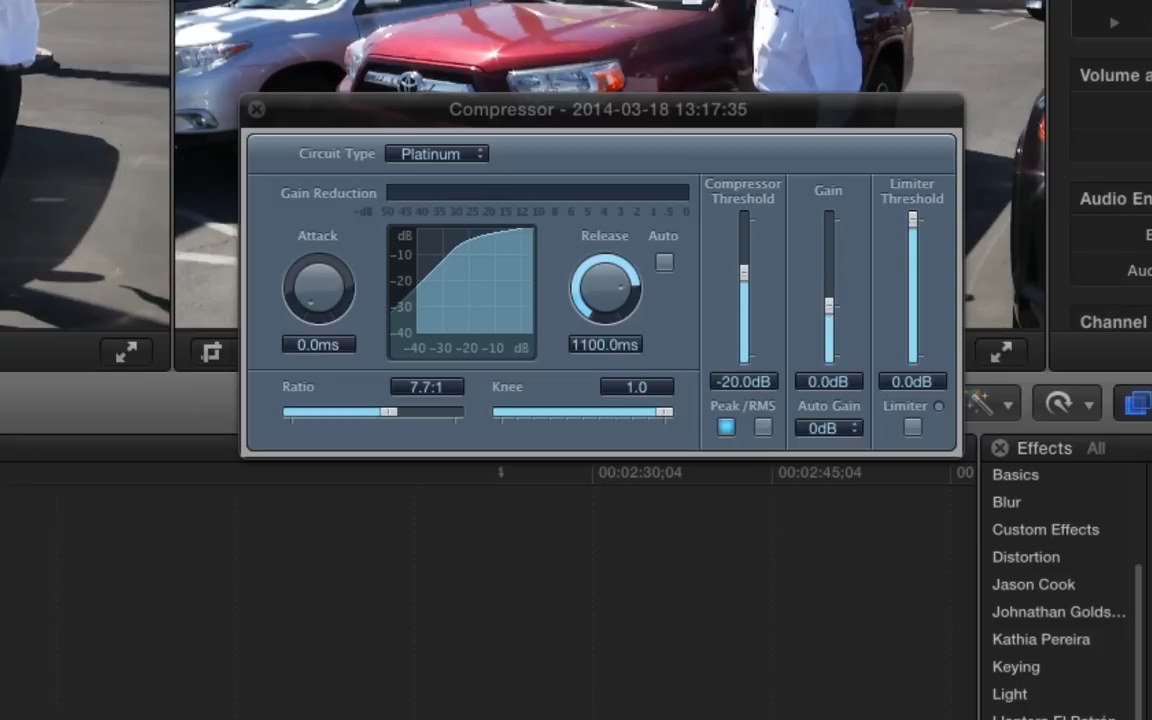 Compressor - 2014-03-18 13:17:35
Circuit Type Platinum
Gain Reduction
-dB 50 45 40 35 30 25 20 15 12 10 8 6 5 4 3 2 1 .5 0
Attack
0.0ms
dB
-10
-20
-30
-40
-40 -30 -20 -10 dB
Release
1100.0ms
Auto
Ratio 7.7:1
Knee 1.0
Compressor
Threshold
-20.0dB
Peak /RMS
Gain
0.0dB
Auto Gain
0dB
Limiter
Threshold
0.0dB
Limiter
Volume a
Audio En
E
Auc
Channel
00:02:30;04
00:02:45;04
00
Effects All
Basics
Blur
Custom Effects
Distortion
Jason Cook
Johnathan Golds...
Kathia Pereira
Keying
Light